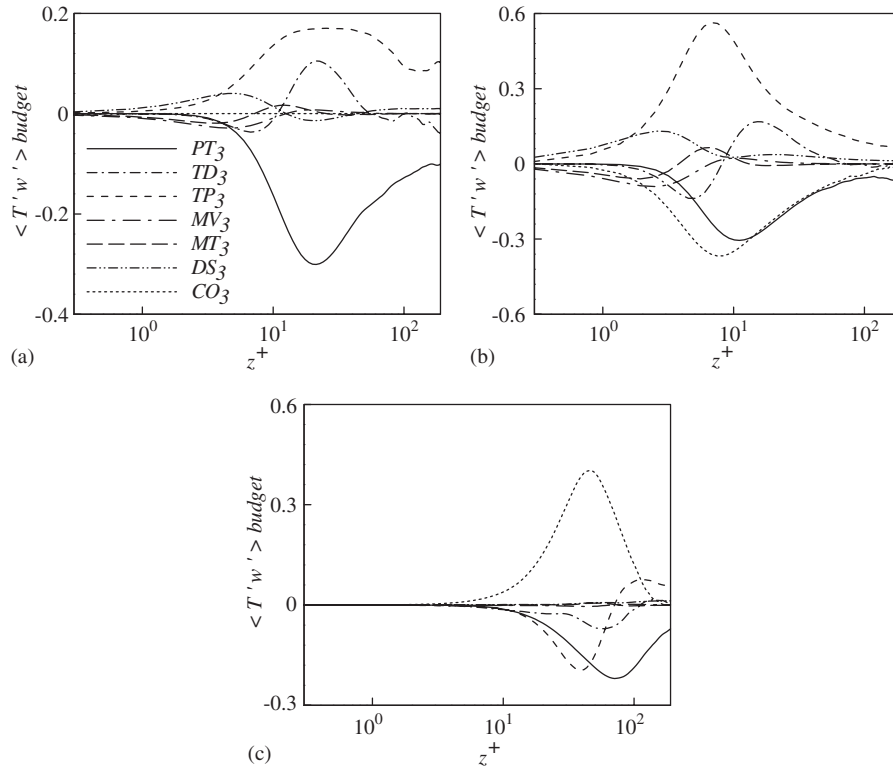 0.2
0
-0.2
-0.4
< T ' w ' > budget
PT3
TD3
TP3
MV3
MT3
DS3
CO3
10^0
10^1
10^2
z+
(a)
0.6
0.3
0
-0.3
-0.6
< T ' w ' > budget
10^0
10^1
10^2
z+
(b)
0.6
0.3
0
-0.3
< T ' w ' > budget
10^0
10^1
10^2
z+
(c)